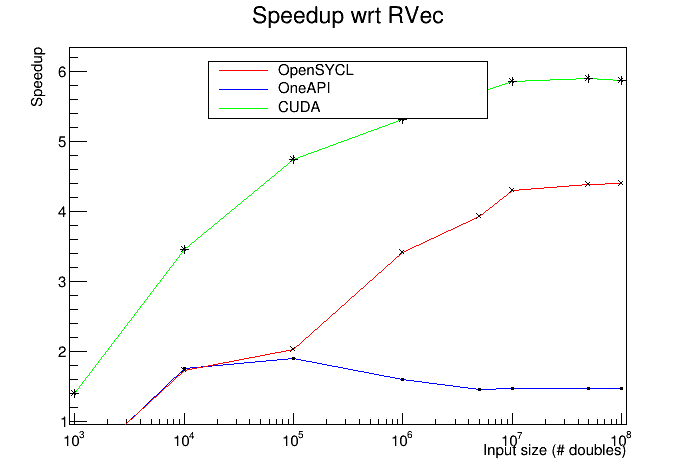 Speedup wrt RVec
Speedup
OpenSYCL
OneAPI
CUDA
6
5
4
3
2
1
10³ 10⁴ 10⁵ 10⁶ 10⁷ 10⁸
Input size (# doubles)